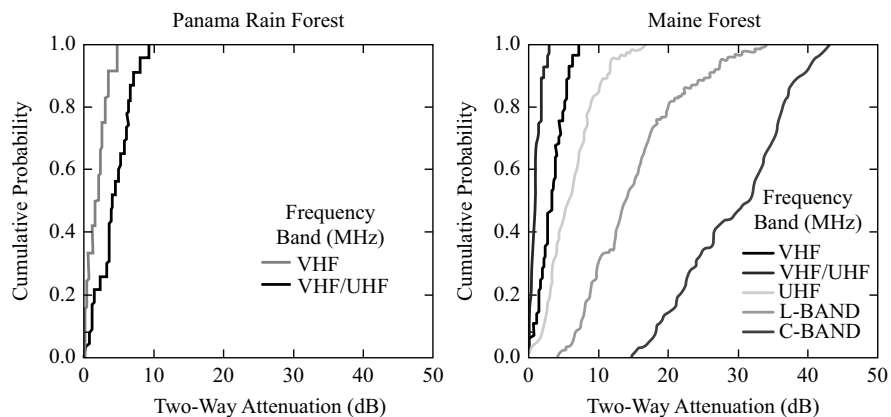 Panama Rain Forest
Cumulative Probability
1.0
0.8
0.6
0.4
0.2
0.0
0 10 20 30 40 50
Two-Way Attenuation (dB)
Frequency
Band (MHz)
VHF
VHF/UHF
Maine Forest
Cumulative Probability
1.0
0.8
0.6
0.4
0.2
0.0
0 10 20 30 40 50
Two-Way Attenuation (dB)
Frequency
Band (MHz)
VHF
VHF/UHF
UHF
L-BAND
C-BAND